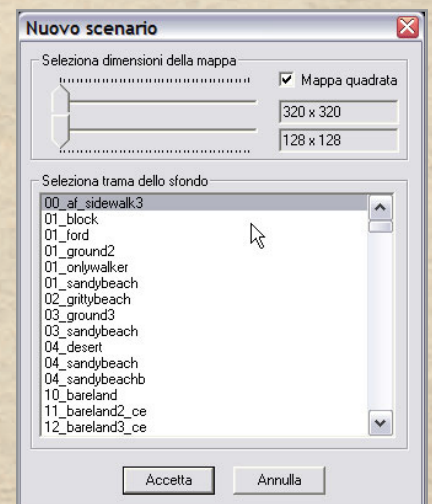 Nuovo scenario
Seleziona dimensioni della mappa
Mappa quadrata
320 x 320
128 x 128
Seleziona trama dello sfondo
00_af_sidewalk3
01_block
01_ford
01_ground2
01_onlywalker
01_sandybeach
02_grittybeach
03_ground3
03_sandybeach
04_desert
04_sandybeach
04_sandybeachb
10_bareland
11_bareland2_ce
12_bareland3_ce
Accetta
Annulla